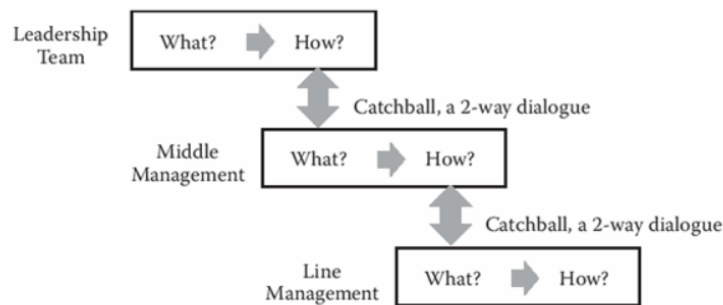 Leadership
Team
What? How?
Catchball, a 2-way dialogue
Middle
Management
What? How?
Catchball, a 2-way dialogue
Line
Management
What? How?